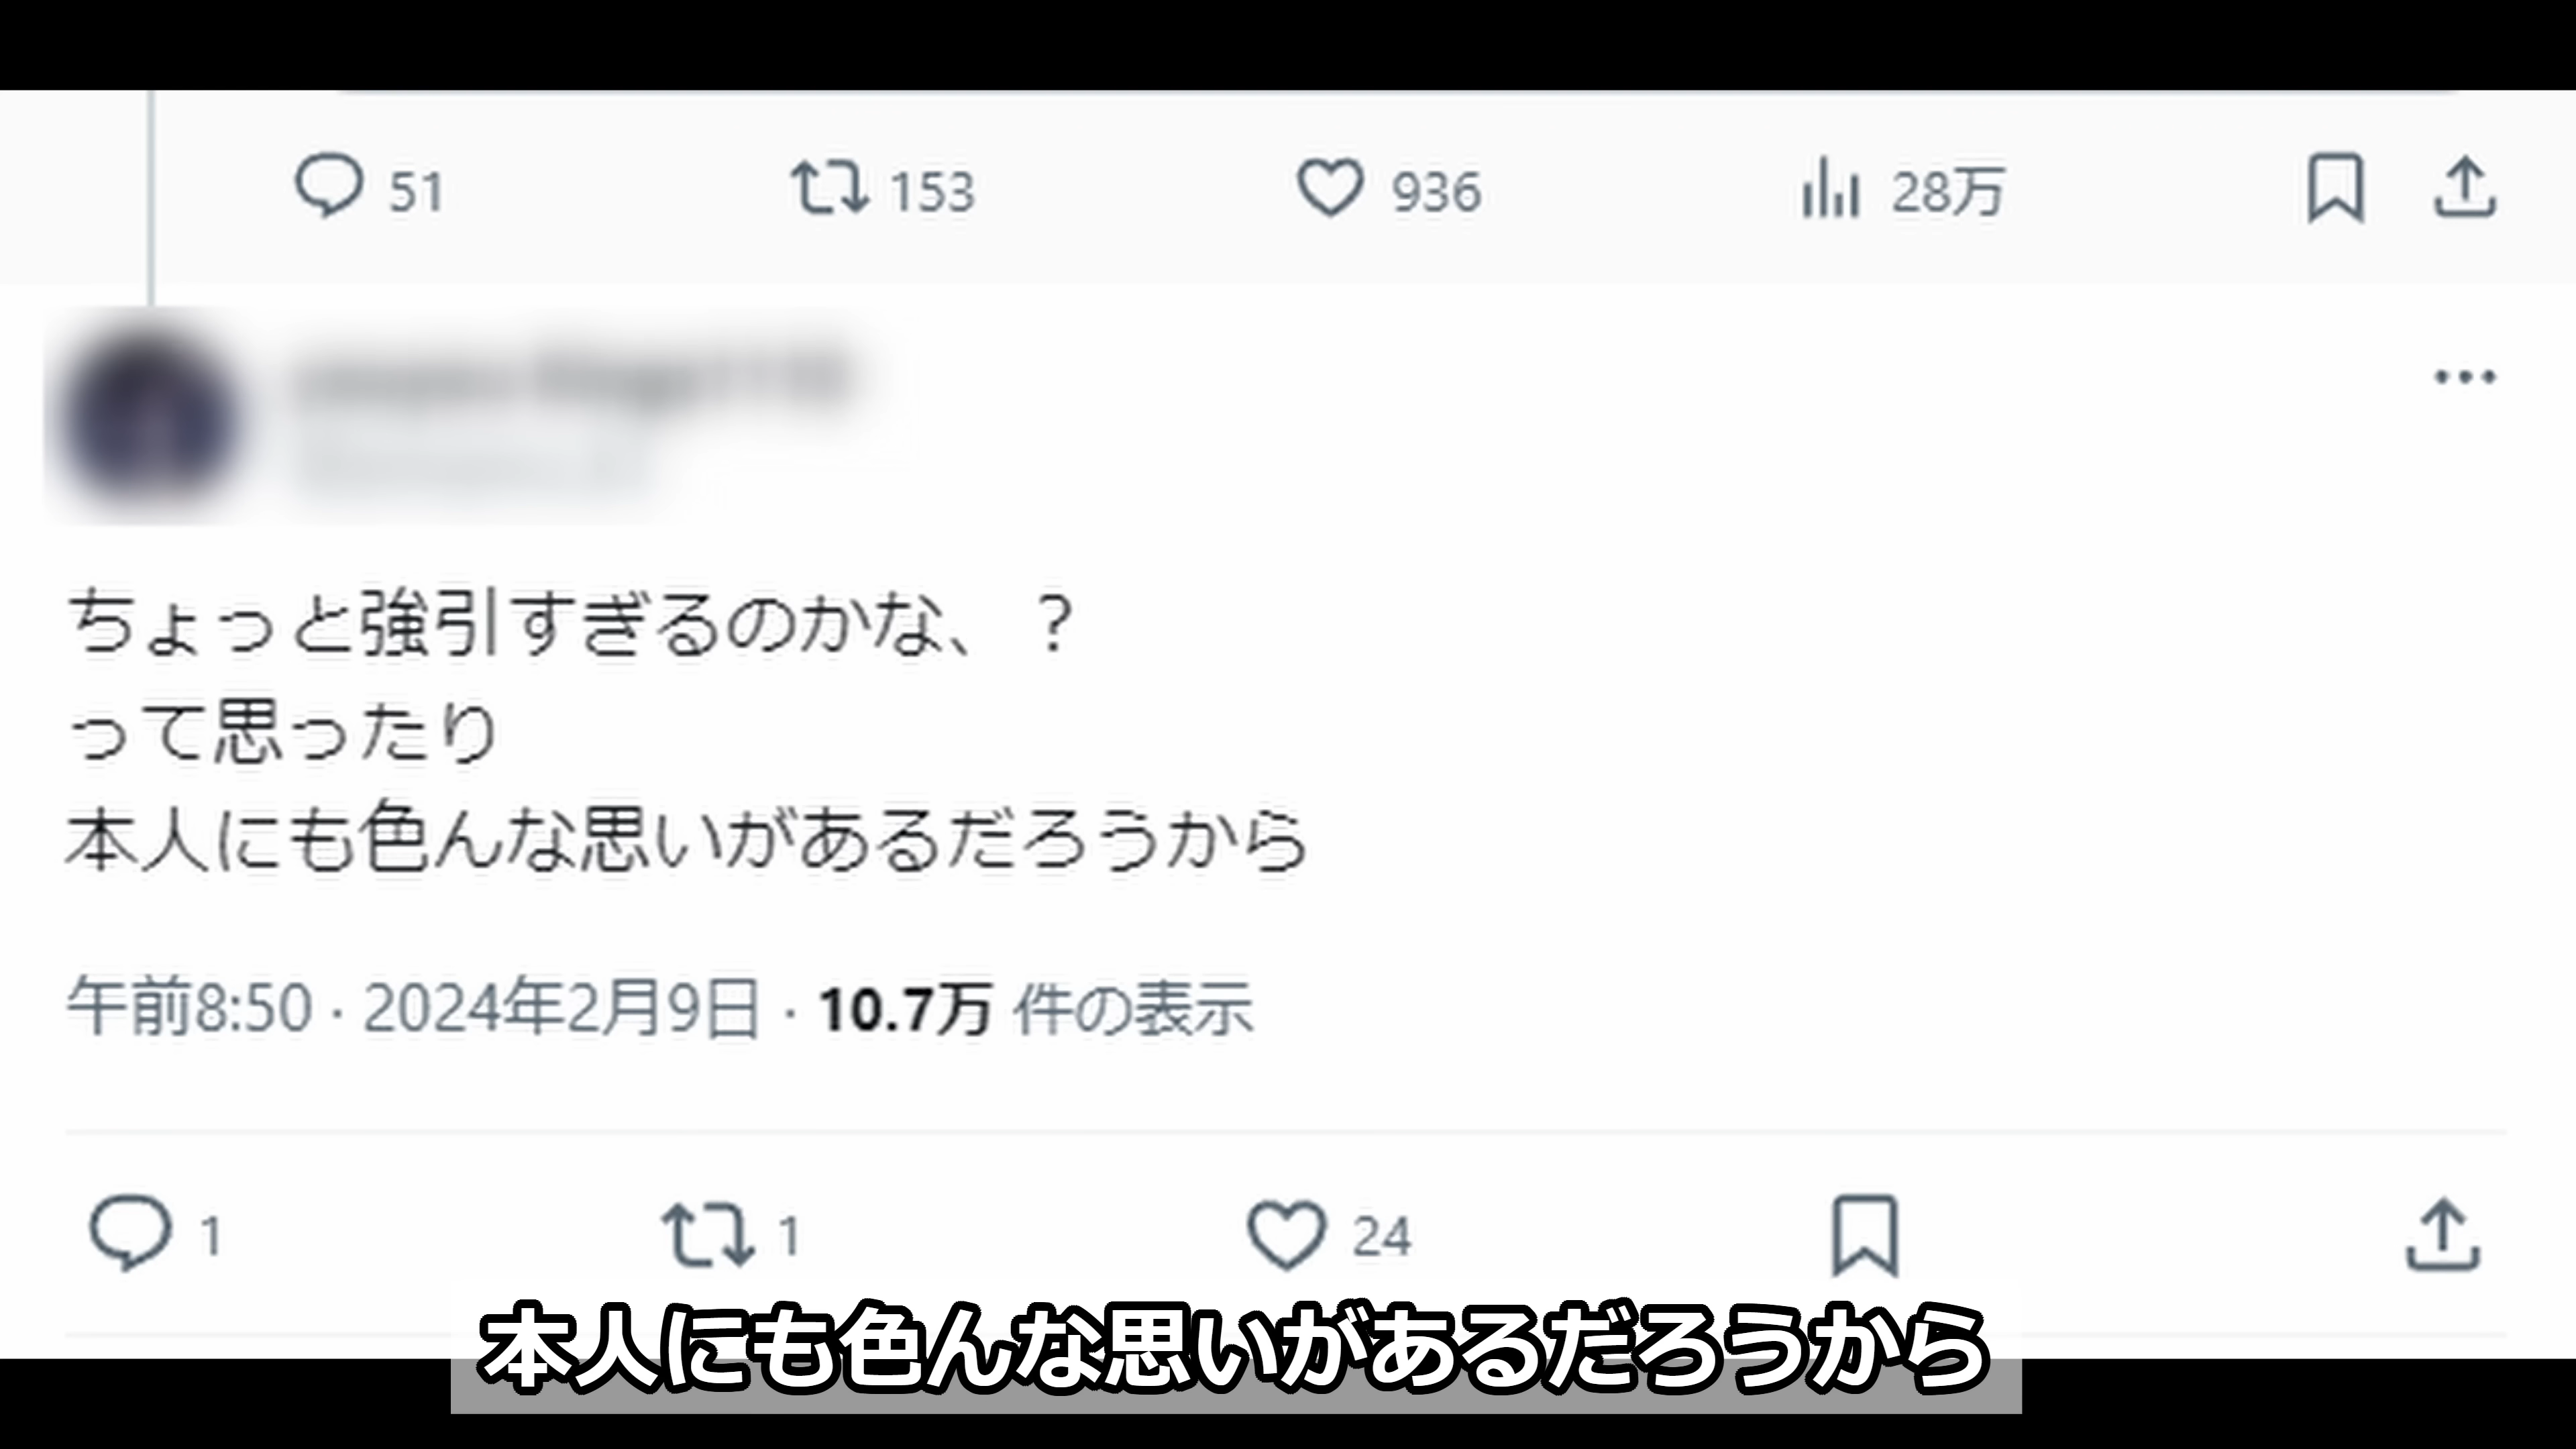 51 153 936 28万
ちょっと強引すぎるのかな、？
って思ったり
本人にも色んな思いがあるだろうから
午前8:50 · 2024年2月9日 · 10.7万 件の表示
1 1 24
本人にも色んな思いがあるだろうから